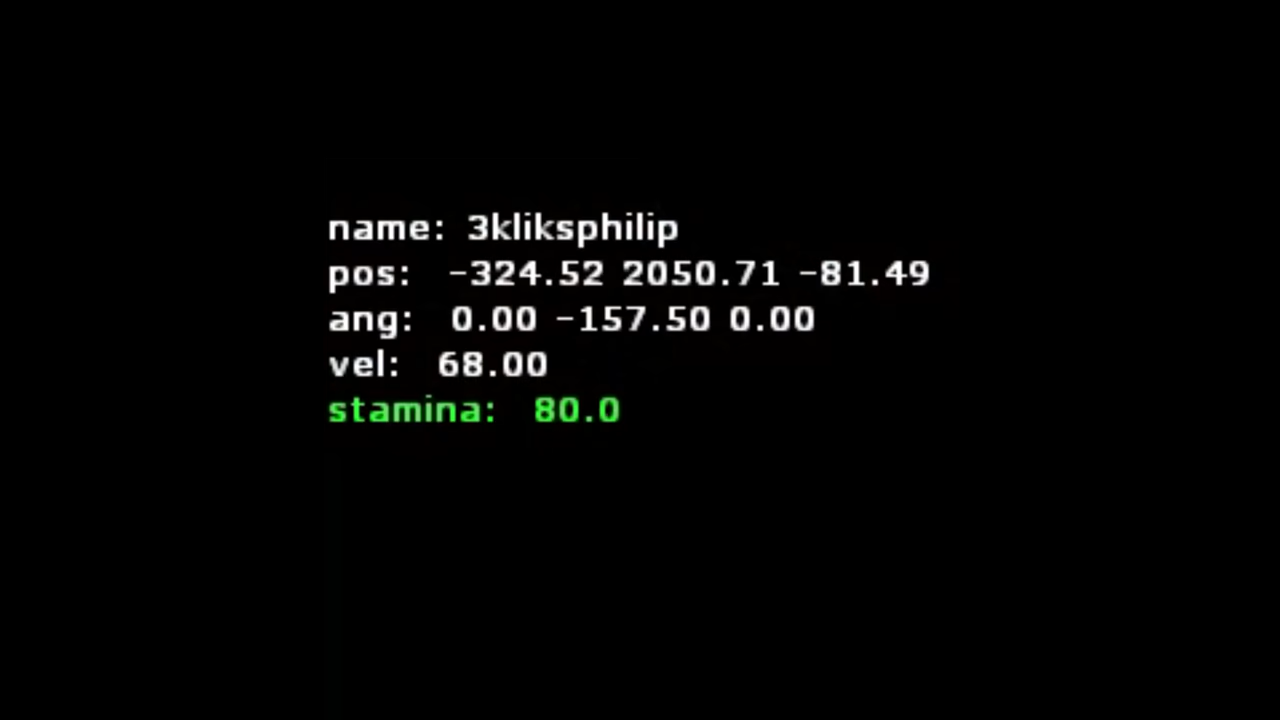 name: 3kliksphilip
pos: -324.52 2050.71 -81.49
ang: 0.00 -157.50 0.00
vel: 68.00
stamina: 80.0